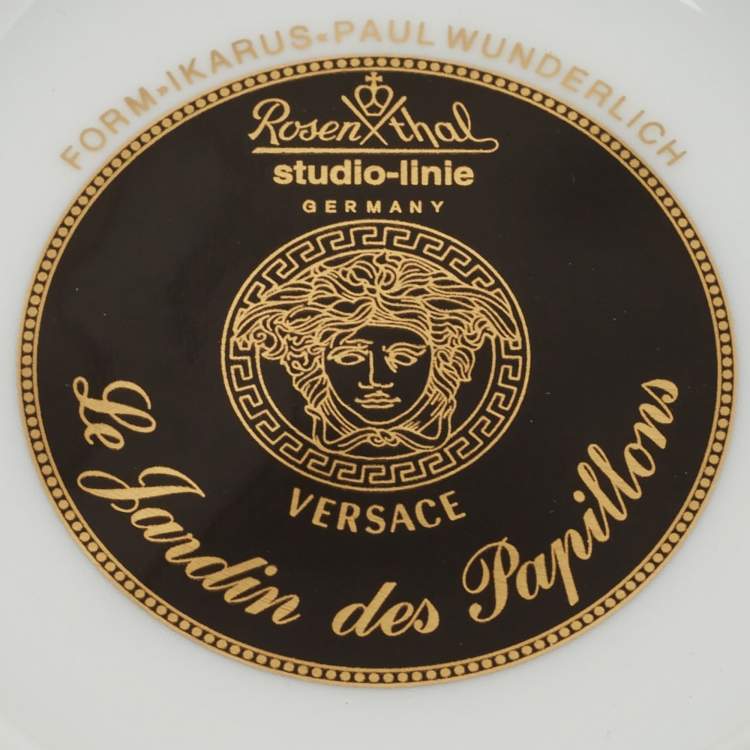 FORM»IKARUS«PAUL WUNDERLICH
Rosenthal
studio-linie
GERMANY
VERSACE
Le Jardin des Papillons